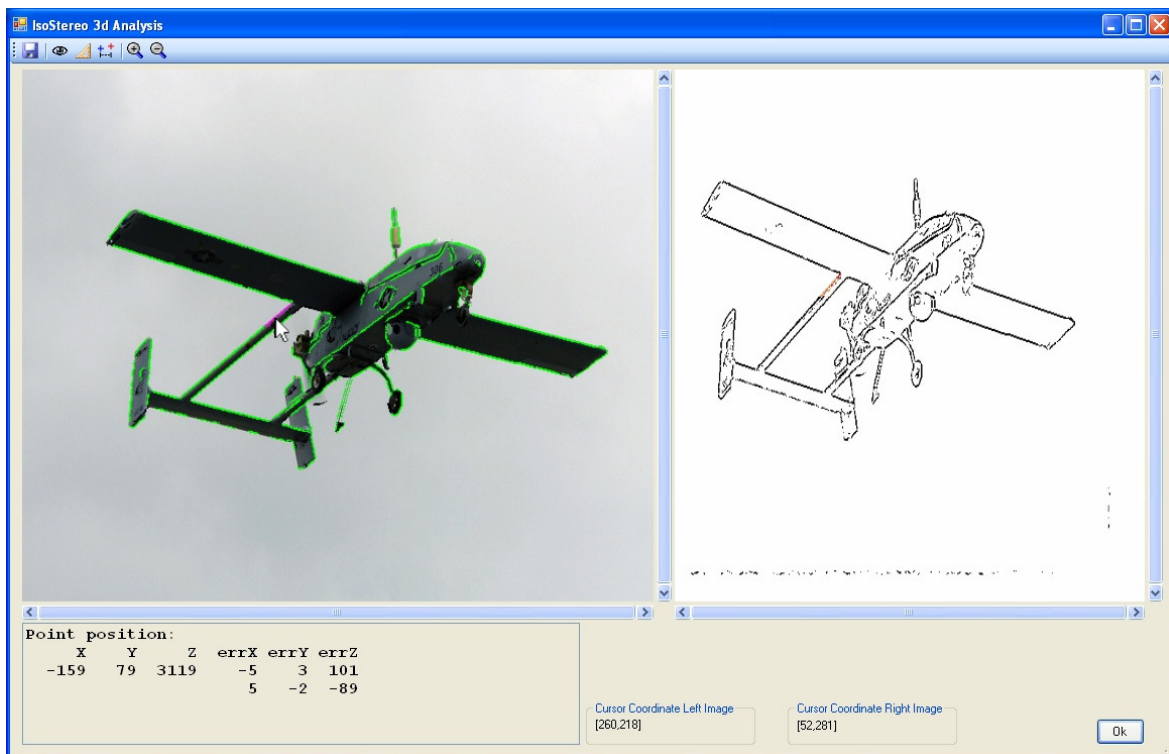 IsoStereo 3d Analysis
306
Point position:
X Y Z errX errY errZ
-159 79 3119 -5 3 101
5 -2 -89
Cursor Coordinate Left Image
[260,218]
Cursor Coordinate Right Image
[52,281]
Ok